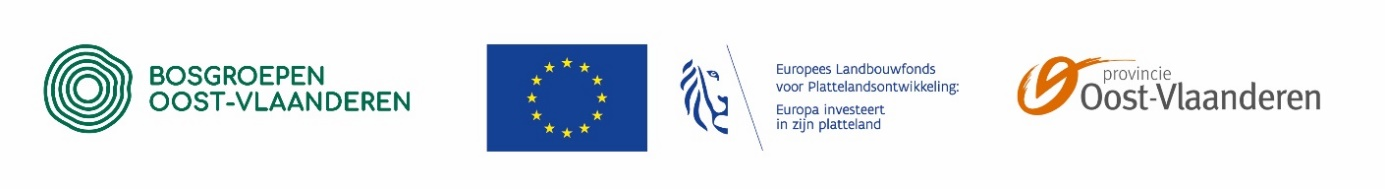 BOSGROEPEN
OOST-VLAANDEREN
Europees Landbouwfonds
voor Plattelandsontwikkeling:
Europa investeert
in zijn platteland
provincie
Oost-Vlaanderen